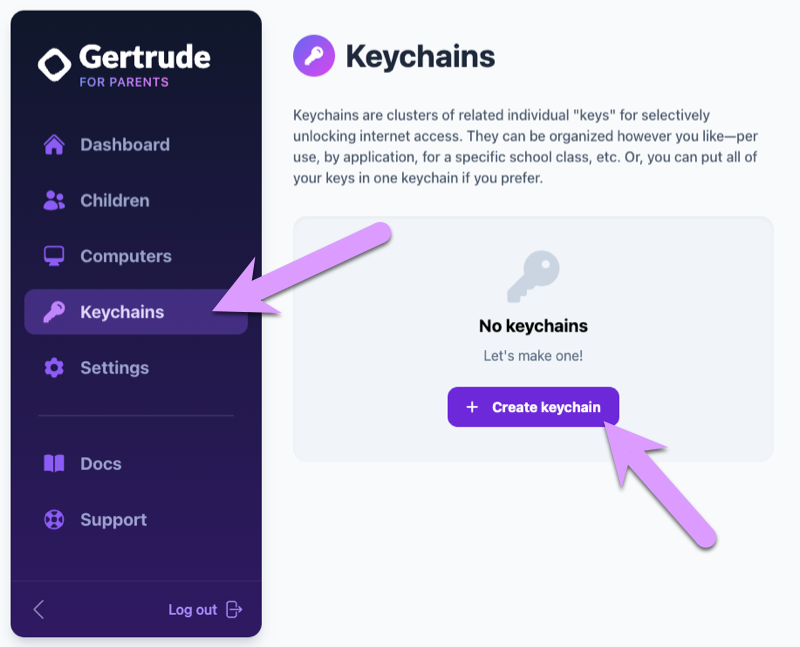 Gertrude
FOR PARENTS
Dashboard
Children
Computers
Keychains
Settings
Docs
Support
Log out
Keychains
Keychains are clusters of related individual "keys" for selectively
unlocking internet access. They can be organized however you like—per
use, by application, for a specific school class, etc. Or, you can put all of
your keys in one keychain if you prefer.
No keychains
Let's make one!
+ Create keychain